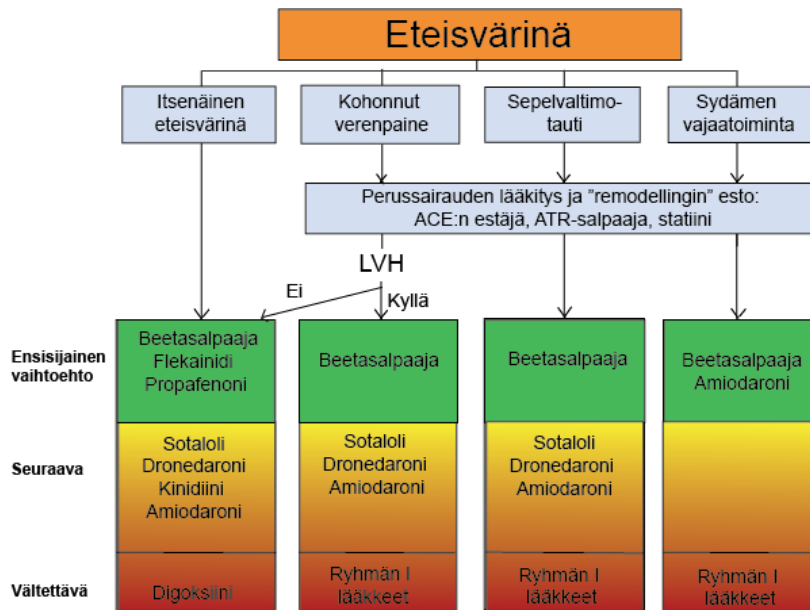 Eteisvärinä
Itsenäinen
eteisvärinä
Kohonnut
verenpaine
Sepelvaltimo-
tauti
Sydämen
vajaatoiminta
Perussairauden lääkitys ja ”remodellingin” esto:
ACE:n estäjä, ATR-salpaaja, statiini
LVH
Ei
Kyllä
Ensisijainen
vaihtoehto
Beetasalpaaja
Flekainidi
Propafenoni
Beetasalpaaja
Beetasalpaaja
Beetasalpaaja
Amiodaroni
Seuraava
Sotaloli
Dronedaroni
Kinidiini
Amiodaroni
Sotaloli
Dronedaroni
Amiodaroni
Sotaloli
Dronedaroni
Amiodaroni
Vältettävä
Digoksiini
Ryhmän I
lääkkeet
Ryhmän I
lääkkeet
Ryhmän I
lääkkeet